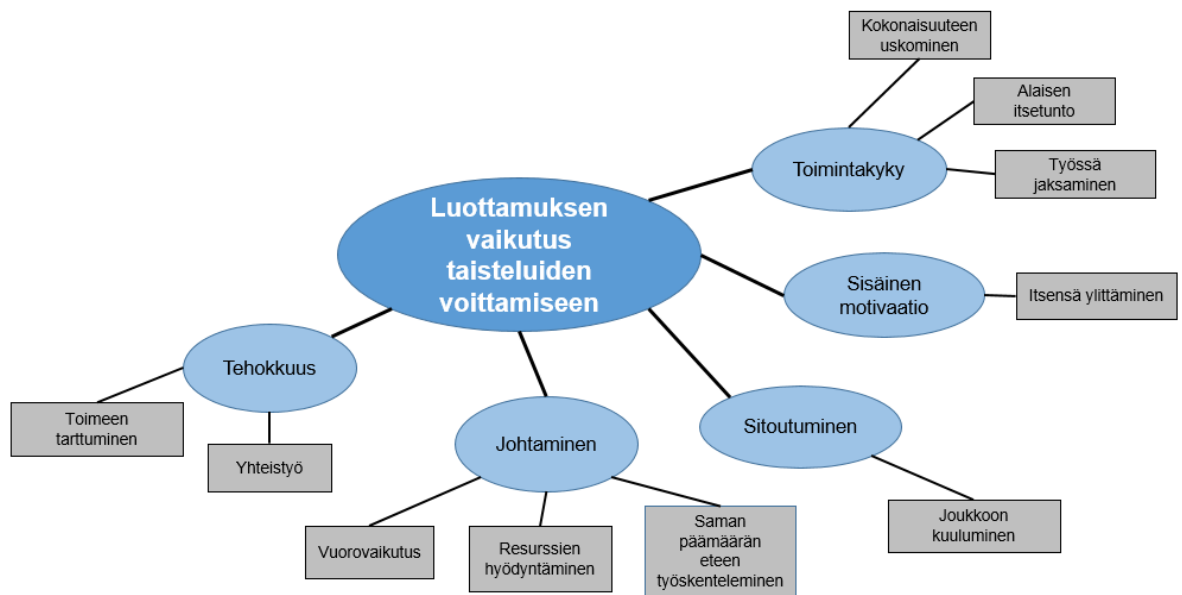 Kokonaisuuteen
uskominen
Alaisen
itsetunto
Toimintakyky
Työssä
jaksaminen
Luottamuksen
vaikutus
taisteluiden
voittamiseen
Sisäinen
motivaatio
Itsensä ylittäminen
Tehokkuus
Toimeen
tarttuminen
Yhteistyö
Johtaminen
Sitoutuminen
Vuorovaikutus
Resurssien
hyödyntäminen
Saman
päämäärän
eteen
työskenteleminen
Joukkoon
kuuluminen